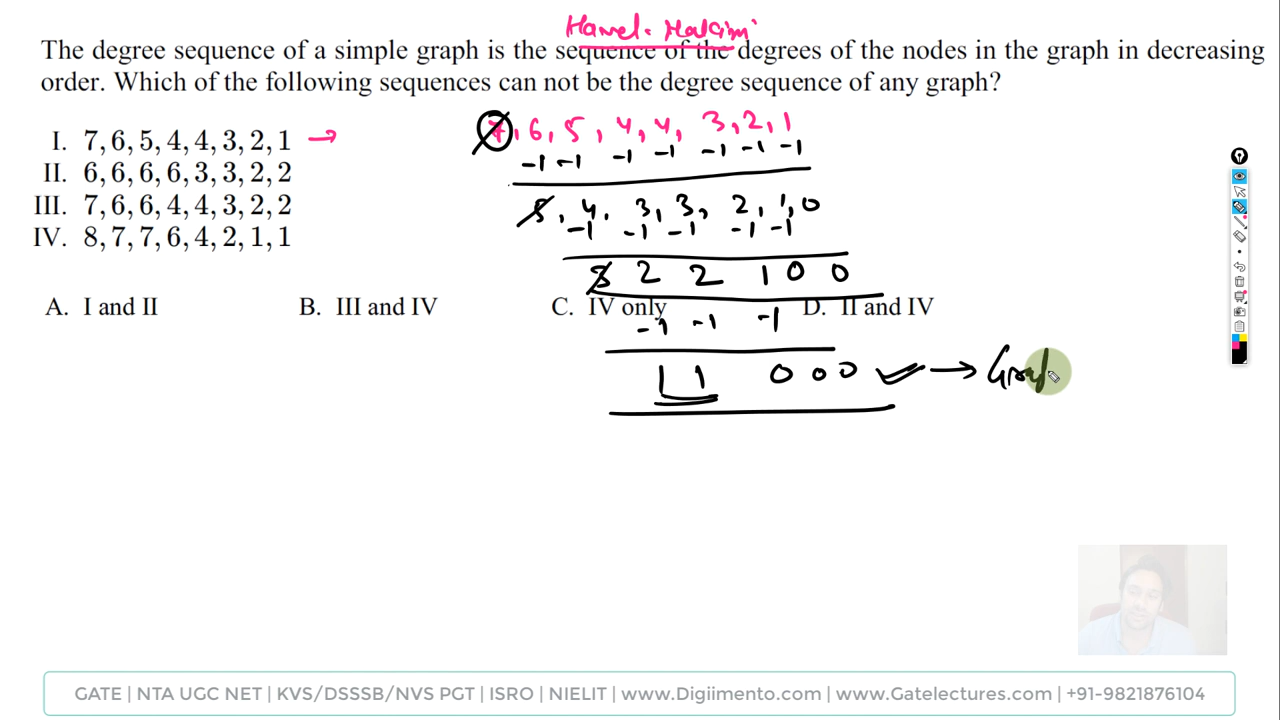 Havel. Hakimi
The degree sequence of a simple graph is the sequence of the degrees of the nodes in the graph in decreasing
order. Which of the following sequences can not be the degree sequence of any graph?
I. 7, 6, 5, 4, 4, 3, 2, 1 →
II. 6, 6, 6, 6, 3, 3, 2, 2
III. 7, 6, 6, 4, 4, 3, 2, 2
IV. 8, 7, 7, 6, 4, 2, 1, 1
7, 6, 5, 4, 4, 3, 2, 1
-1 -1 -1 -1 -1 -1 -1
5, 4, 3, 3, 2, 1, 0
-1 -1 -1 -1 -1
3 2 2 1 0 0
A. I and II B. III and IV C. IV only D. II and IV
-1 -1 -1
1 1 0 0 0 ✓ → Graph
GATE | NTA UGC NET | KVS/DSSSB/NVS PGT | ISRO | NIELIT | www.Digiimento.com | www.Gatelectures.com | +91-9821876104